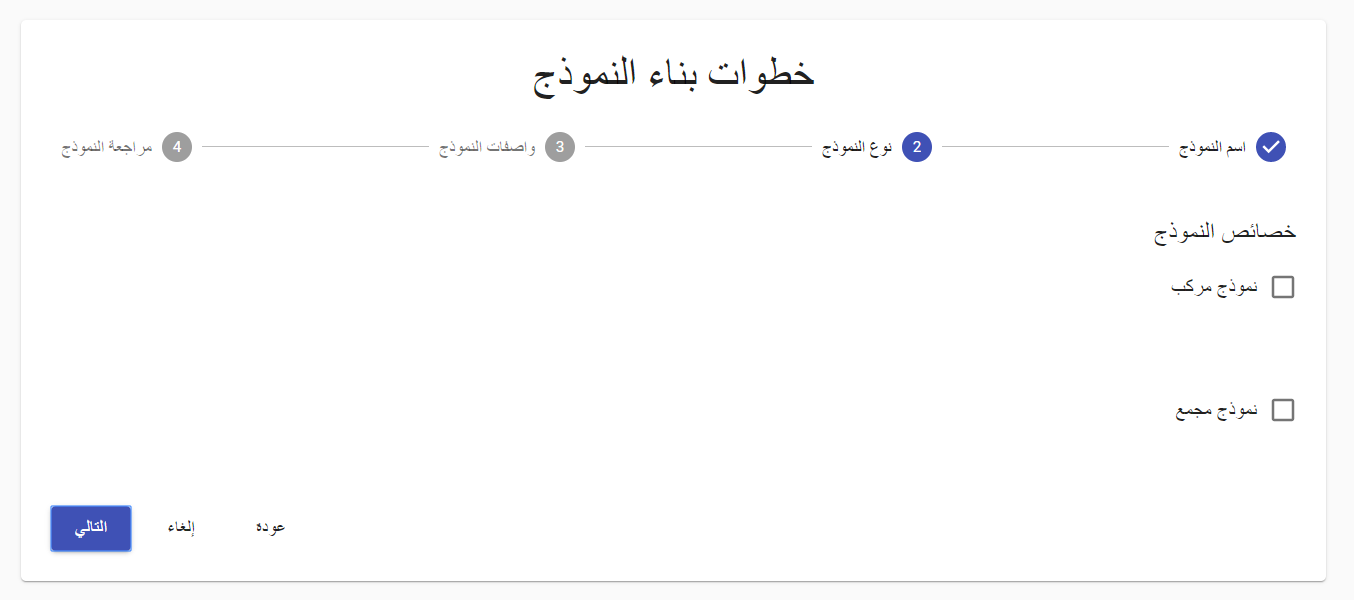 خطوات بناء النموذج
اسم النموذج
2 نوع النموذج
3 واصفات النموذج
4 مراجعة النموذج
خصائص النموذج
نموذج مركب
نموذج مجمع
عودة إلغاء التالي